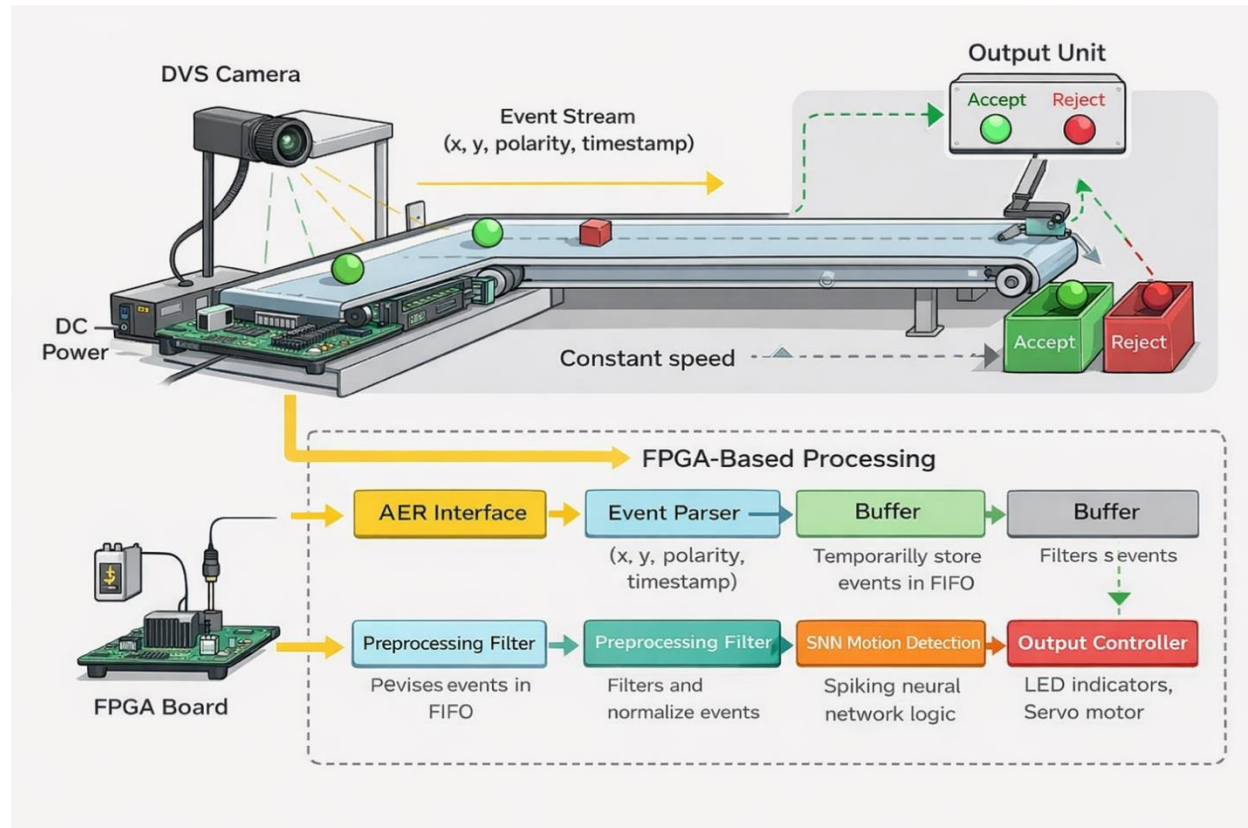 DVS Camera
Event Stream
(x, y, polarity, timestamp)
Output Unit
Accept
Reject
DC
Power
Constant speed
Accept
Reject
FPGA-Based Processing
AER Interface
Event Parser
Buffer
Buffer
(x, y, polarity,
timestamp)
Temporarilly store
events in FIFO
Filters s events
FPGA Board
Preprocessing Filter
Preprocessing Filter
SNN Motion Detection
Output Controller
Pevises events in
FIFO
Filters and
normalize events
Spiking neural
network logic
LED indicators,
Servo motor